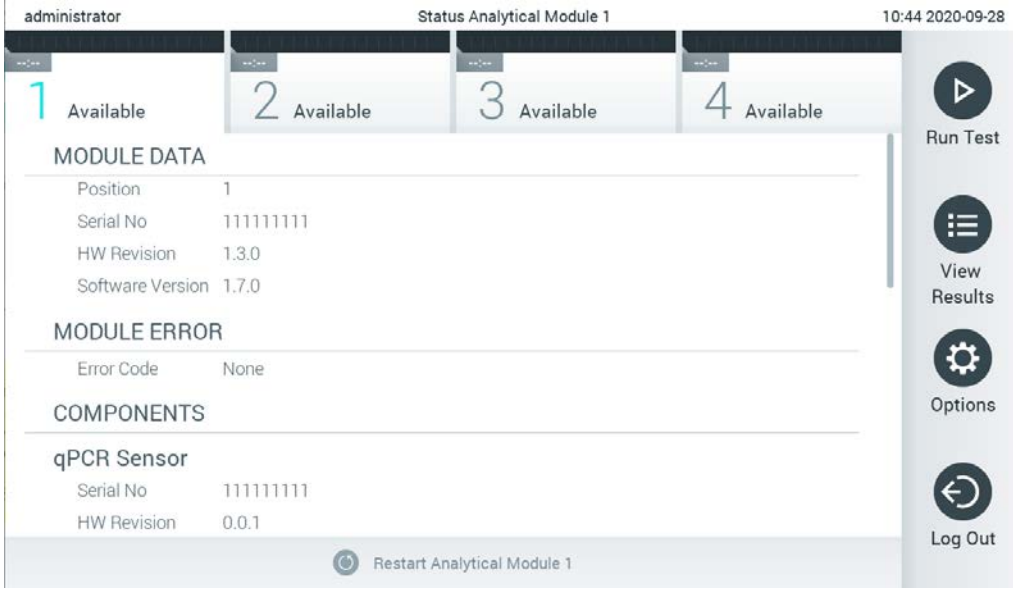 administrator Status Analytical Module 1 10:44 2020-09-28
--:-- --:-- --:-- --:--
1 Available 2 Available 3 Available 4 Available
Run Test
MODULE DATA
Position 1
Serial No 111111111
HW Revision 1.3.0
Software Version 1.7.0
View
Results
MODULE ERROR
Error Code None
Options
COMPONENTS
qPCR Sensor
Serial No 111111111
HW Revision 0.0.1
Log Out
Restart Analytical Module 1